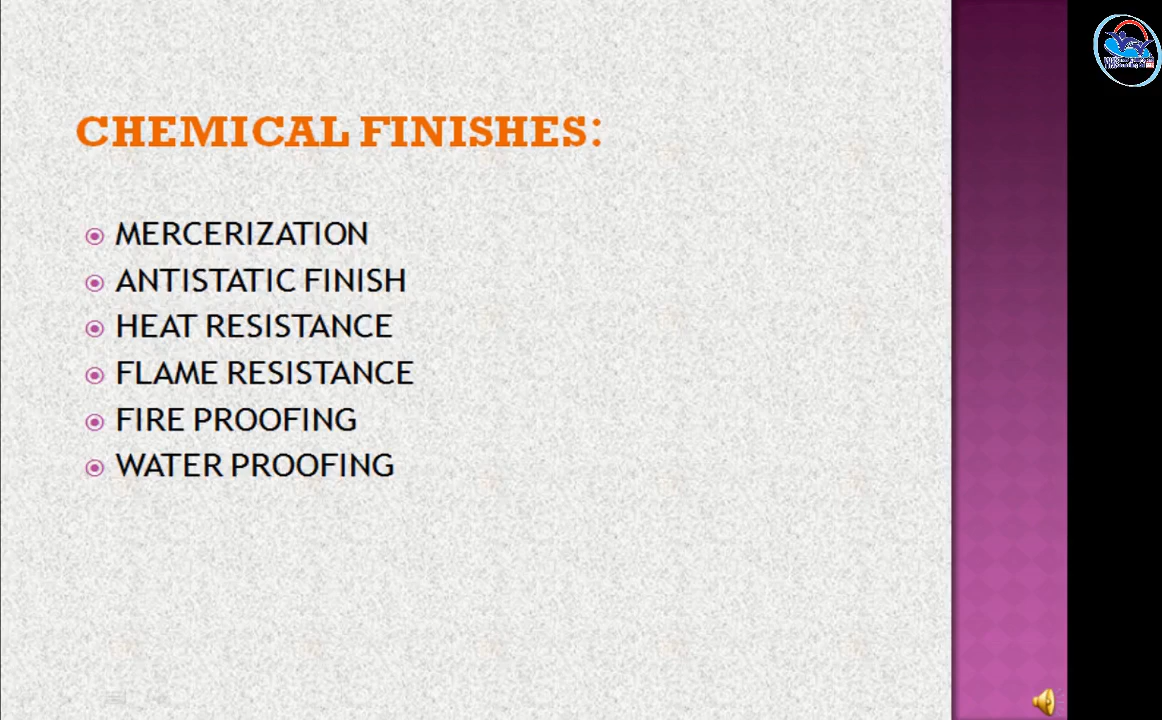 CHEMICAL FINISHES:
MERCERIZATION
ANTISTATIC FINISH
HEAT RESISTANCE
FLAME RESISTANCE
FIRE PROOFING
WATER PROOFING